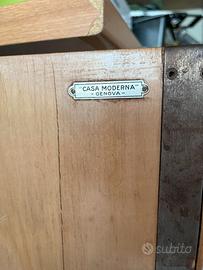 "CASA MODERNA"
- GENOVA -
subito